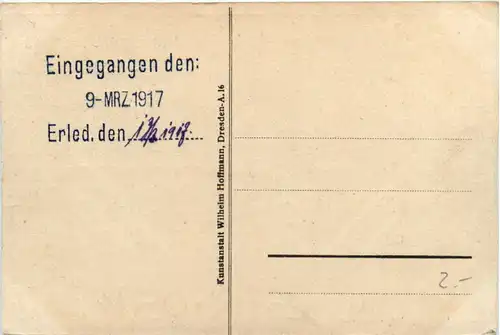 Eingegangen den:
9-MRZ.1917
Erled. den
Kunstanstalt Wilhelm Hoffmann, Dresden-A.16
2.-